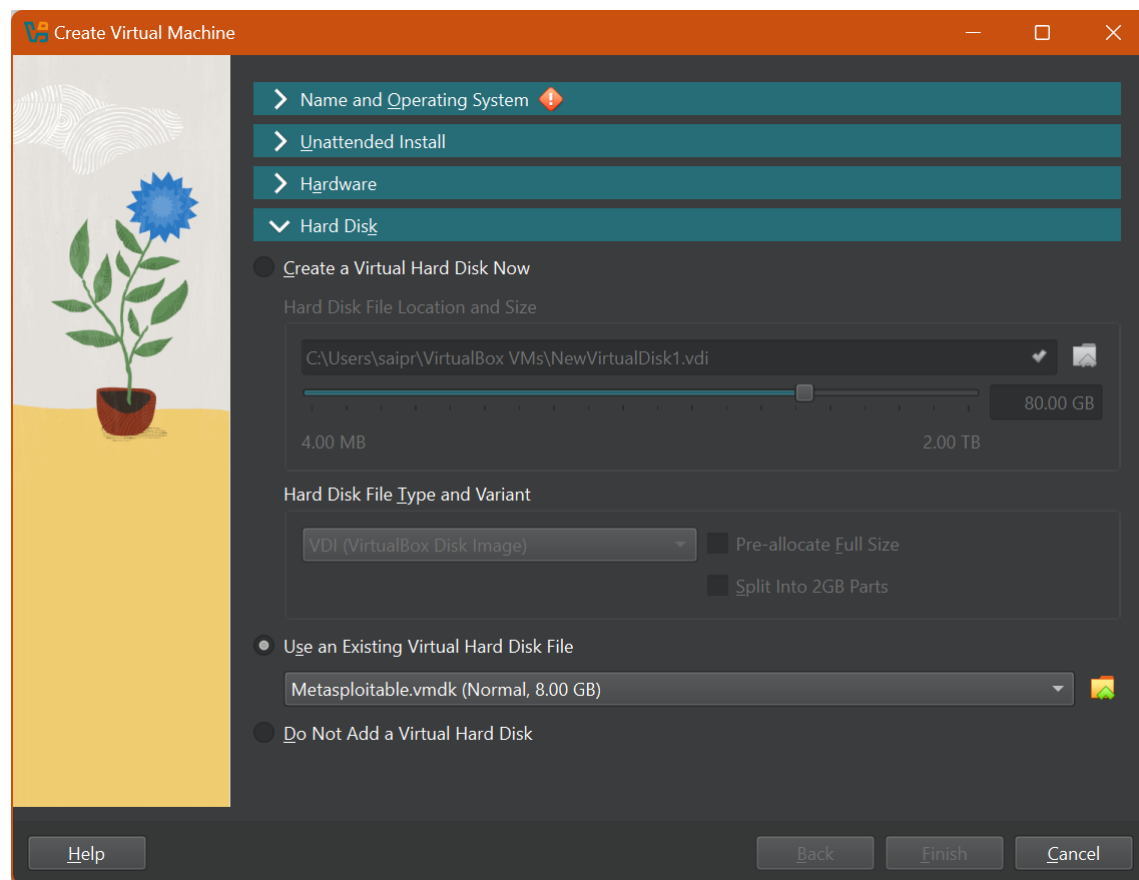 Create Virtual Machine
Name and Operating System
Unattended Install
Hardware
Hard Disk
Create a Virtual Hard Disk Now
Hard Disk File Location and Size
C:\Users\saipr\VirtualBox VMs\NewVirtualDisk1.vdi
80.00 GB
4.00 MB 2.00 TB
Hard Disk File Type and Variant
VDI (VirtualBox Disk Image) Pre-allocate Full Size
Split Into 2GB Parts
Use an Existing Virtual Hard Disk File
Metasploitable.vmdk (Normal, 8.00 GB)
Do Not Add a Virtual Hard Disk
Help Back Finish Cancel